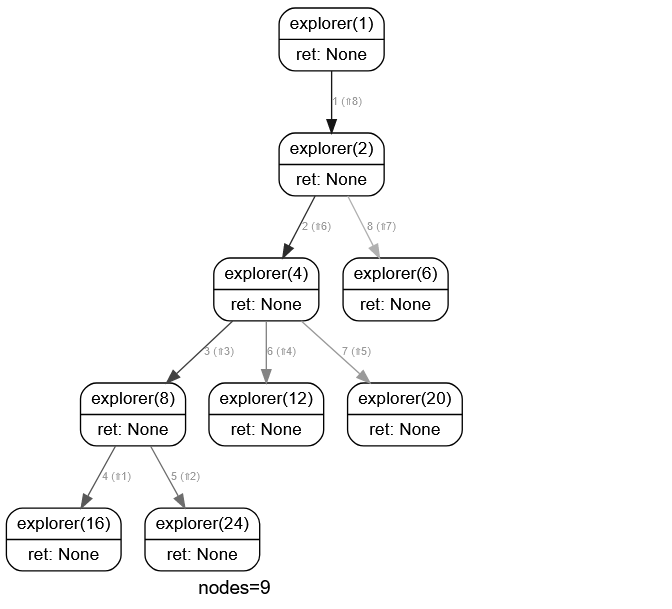 explorer(1)
ret: None
1 (⇑8)
explorer(2)
ret: None
2 (⇑6)
8 (⇑7)
explorer(4)
ret: None
explorer(6)
ret: None
3 (⇑3)
6 (⇑4)
7 (⇑5)
explorer(8)
ret: None
explorer(12)
ret: None
explorer(20)
ret: None
4 (⇑1)
5 (⇑2)
explorer(16)
ret: None
explorer(24)
ret: None
nodes=9